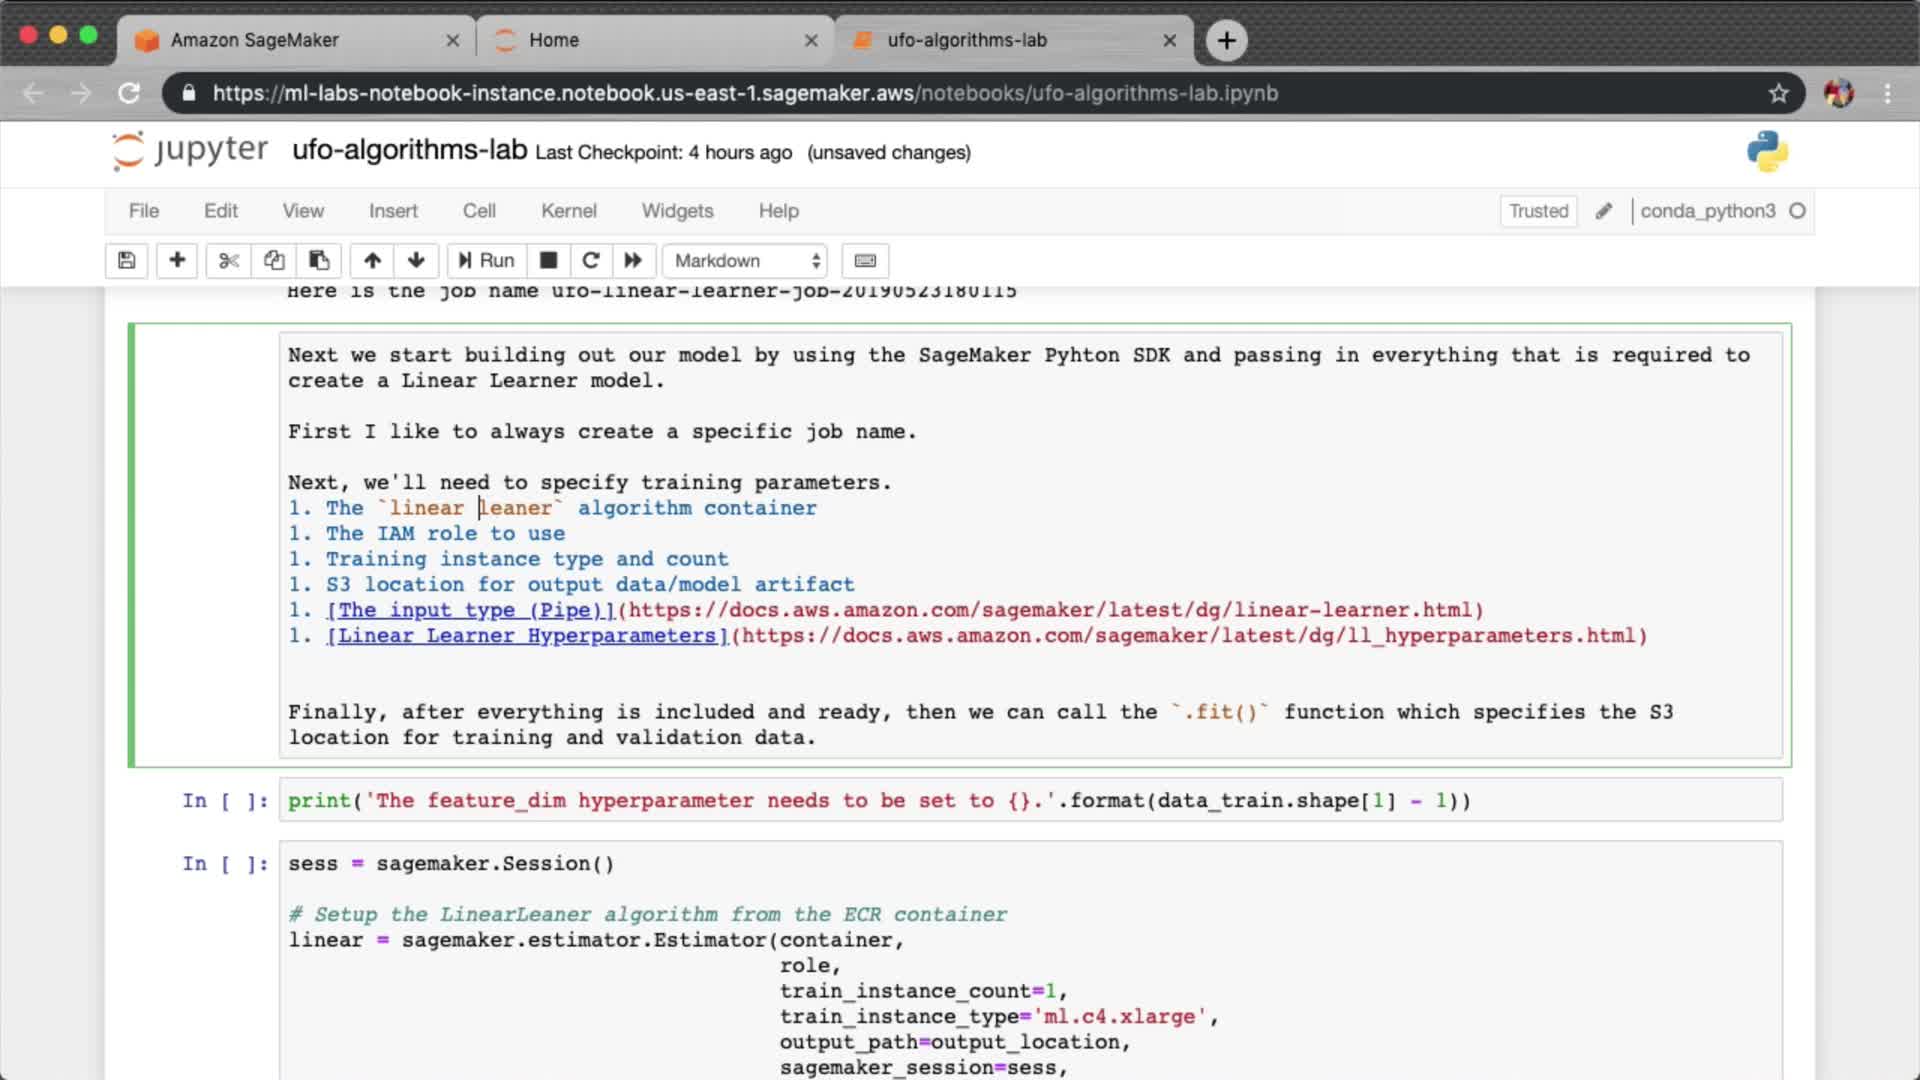 Amazon SageMaker
Home
ufo-algorithms-lab
https://ml-labs-notebook-instance.notebook.us-east-1.sagemaker.aws/notebooks/ufo-algorithms-lab.ipynb
jupyter ufo-algorithms-lab Last Checkpoint: 4 hours ago (unsaved changes)
File Edit View Insert Cell Kernel Widgets Help Trusted conda_python3
Run Markdown
Here is the job name ufo-linear-learner-job-20190523180115
Next we start building out our model by using the SageMaker Pyhton SDK and passing in everything that is required to
create a Linear Learner model.
First I like to always create a specific job name.
Next, we'll need to specify training parameters.
1. The `linear leaner` algorithm container
1. The IAM role to use
1. Training instance type and count
1. S3 location for output data/model artifact
1. [The input type (Pipe)](https://docs.aws.amazon.com/sagemaker/latest/dg/linear-learner.html)
1. [Linear Learner Hyperparameters](https://docs.aws.amazon.com/sagemaker/latest/dg/ll_hyperparameters.html)
Finally, after everything is included and ready, then we can call the `.fit()` function which specifies the S3
location for training and validation data.
In [ ]: print('The feature_dim hyperparameter needs to be set to {}.'.format(data_train.shape[1] - 1))
In [ ]: sess = sagemaker.Session()
# Setup the LinearLeaner algorithm from the ECR container
linear = sagemaker.estimator.Estimator(container,
role,
train_instance_count=1,
train_instance_type='ml.c4.xlarge',
output_path=output_location,
sagemaker_session=sess,